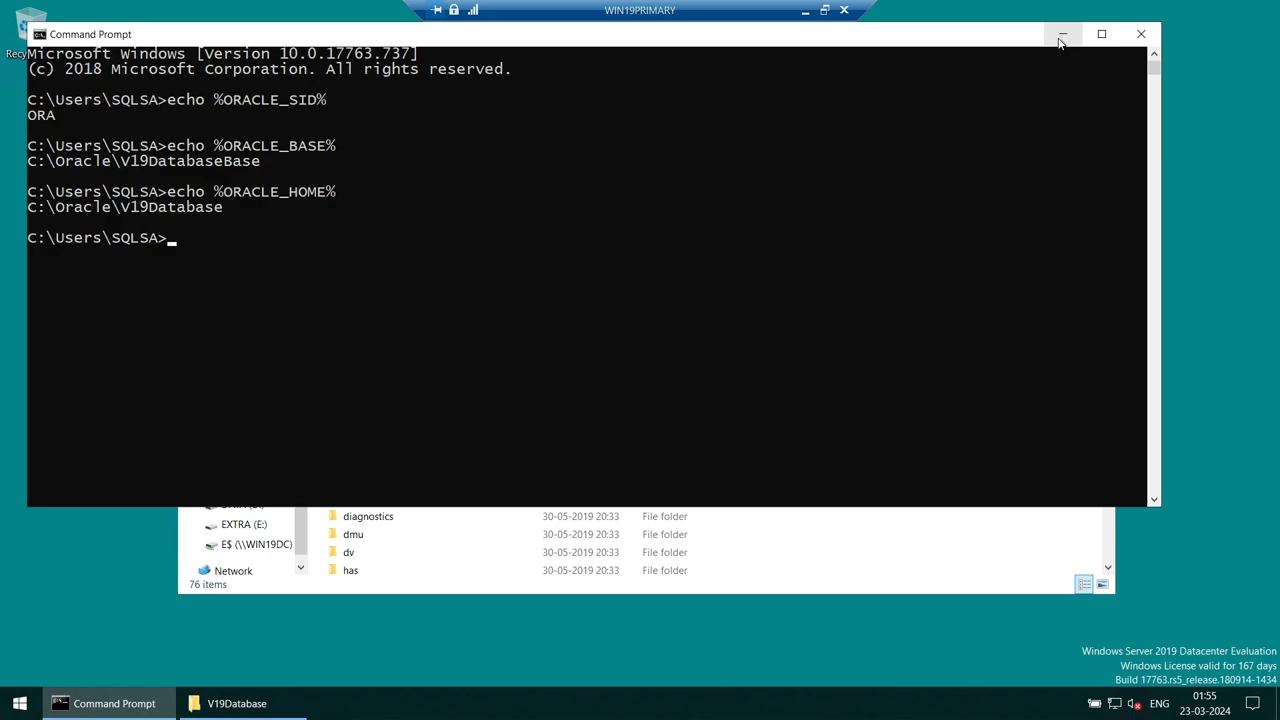 WIN19PRIMARY
Recy
Command Prompt
Microsoft Windows [Version 10.0.17763.737]
(c) 2018 Microsoft Corporation. All rights reserved.
C:\Users\SQLSA>echo %ORACLE_SID%
ORA
C:\Users\SQLSA>echo %ORACLE_BASE%
C:\Oracle\V19DatabaseBase
C:\Users\SQLSA>echo %ORACLE_HOME%
C:\Oracle\V19Database
C:\Users\SQLSA>
EXTRA (E:)
E$ (\\WIN19DC)
Network
diagnostics 30-05-2019 20:33 File folder
dmu 30-05-2019 20:33 File folder
dv 30-05-2019 20:33 File folder
has 30-05-2019 20:33 File folder
76 items
Windows Server 2019 Datacenter Evaluation
Windows License valid for 167 days
Build 17763.rs5_release.180914-1434
Command Prompt
V19Database
ENG
01:55
23-03-2024